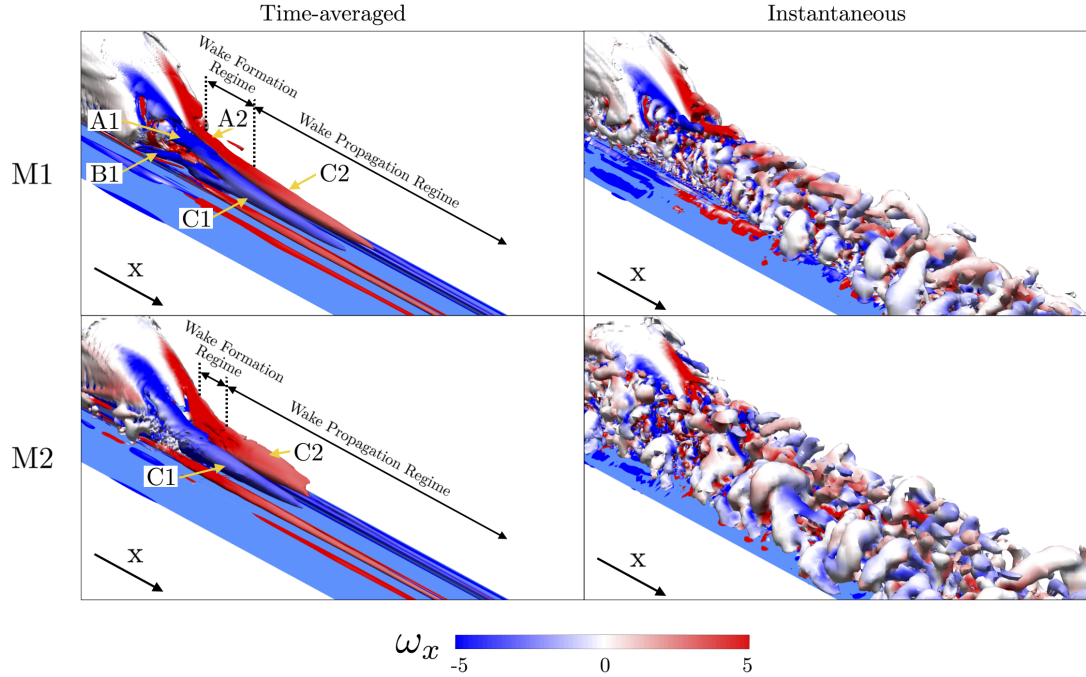 Time-averaged
Instantaneous
M1
Wake Formation
Regime
Wake Propagation Regime
A1
A2
B1
C2
C1
x
x
M2
Wake Formation
Regime
Wake Propagation Regime
C2
C1
x
x
ωx
-5
0
5